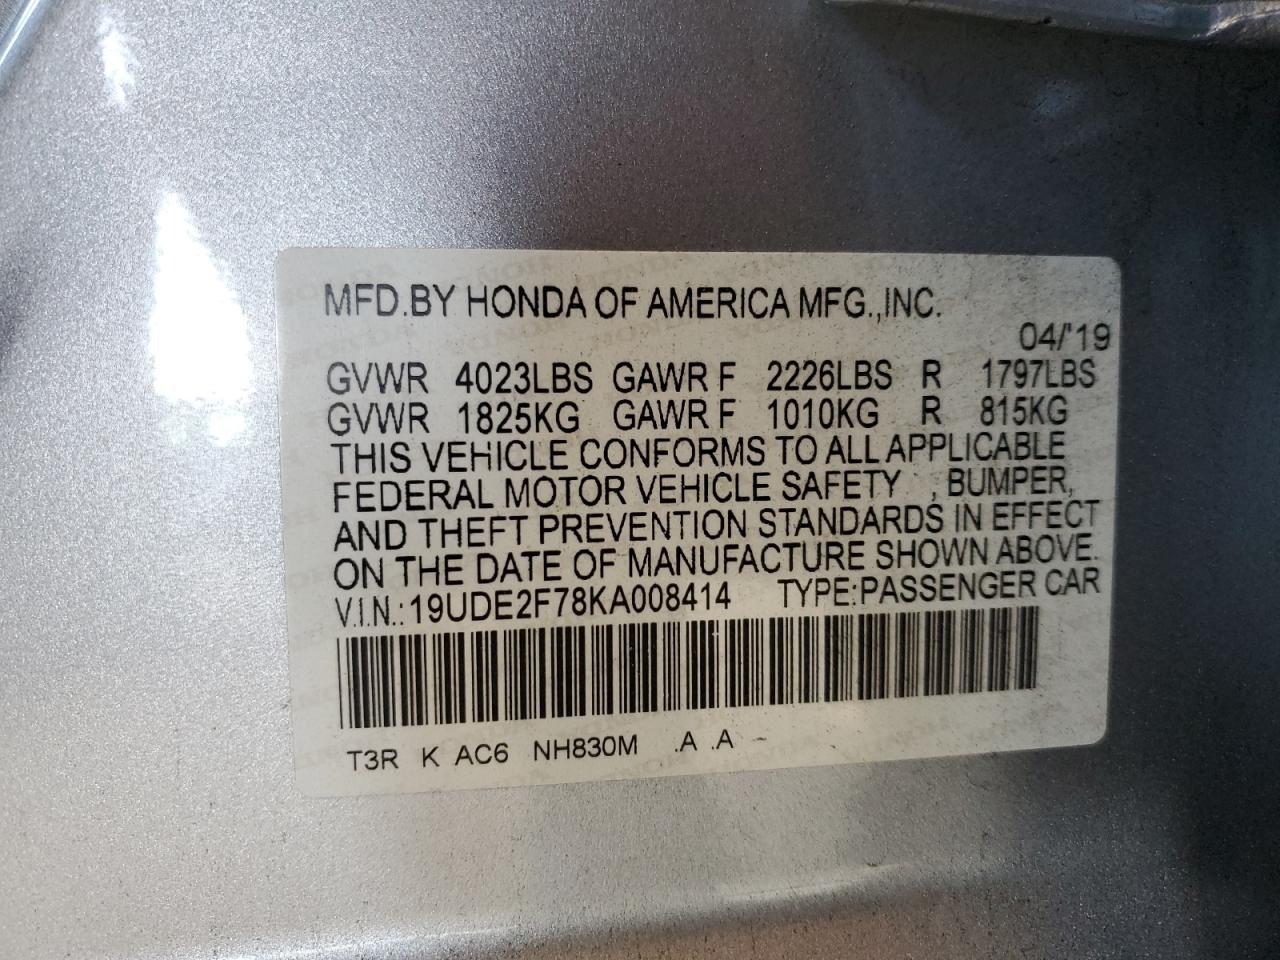 MFD.BY HONDA OF AMERICA MFG.,INC.
04/'19
GVWR 4023LBS GAWR F 2226LBS R 1797LBS
GVWR 1825KG GAWR F 1010KG R 815KG
THIS VEHICLE CONFORMS TO ALL APPLICABLE
FEDERAL MOTOR VEHICLE SAFETY , BUMPER,
AND THEFT PREVENTION STANDARDS IN EFFECT
ON THE DATE OF MANUFACTURE SHOWN ABOVE.
V.I.N.: 19UDE2F78KA008414 TYPE:PASSENGER CAR
T3R K AC6 NH830M .A .A